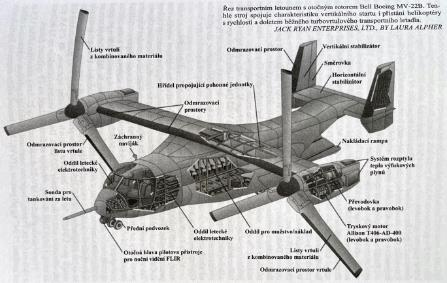 Řez transportním letounem s otočným rotorem Bell Boeing MV-22B. Ten-
hle stroj spojuje charakteristiku vertikálního startu i přistání helikoptéry
s rychlostí a doletem běžného turbovrtulového transportního letadla.
JACK RYAN ENTERPRISES, LTD., BY LAURA ALPHER
Listy vrtulí
z kombinovaného materiálu
Odmrazovací prostor
Vertikální stabilizátor
Směrovka
Horizontální
stabilizátor
Hřídel propojující pohonné jednotky
Odmrazovací
prostory
Odmrazovací prostor
listu vrtule
Záchranný
naviják
Nakládací rampa
Oddíl letecké
elektrotechniky
Systém rozptylu
tepla výfukových
plynů
Sonda pro
tankování za letu
Převodovka
(levobok a pravobok)
Přední podvozek
Oddíl letecké
elektrotechniky
Oddíl pro mužstvo/náklad
Tryskový motor
Allison T406-AD-400
(levobok a pravobok)
Otočná hlava pilotova přístroje
pro noční vidění FLIR
Listy vrtulí
z kombinovaného materiálu
Odmrazovací prostor vrtule